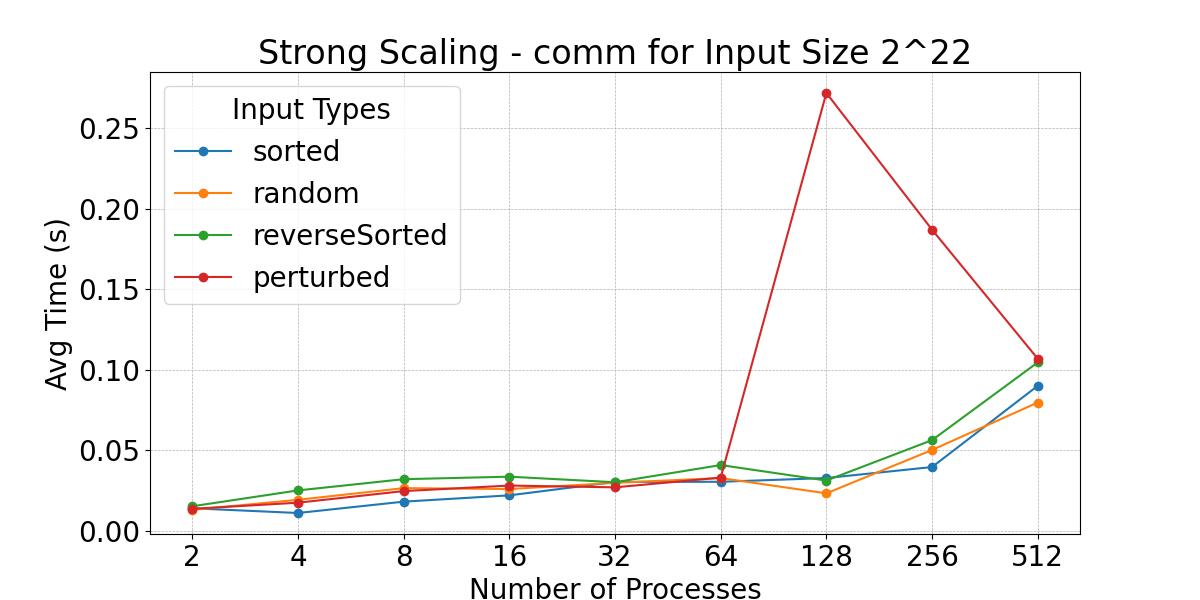 Strong Scaling - comm for Input Size 2^22
Input Types
sorted
random
reverseSorted
perturbed
Avg Time (s)
0.25
0.20
0.15
0.10
0.05
0.00
2 4 8 16 32 64 128 256 512
Number of Processes